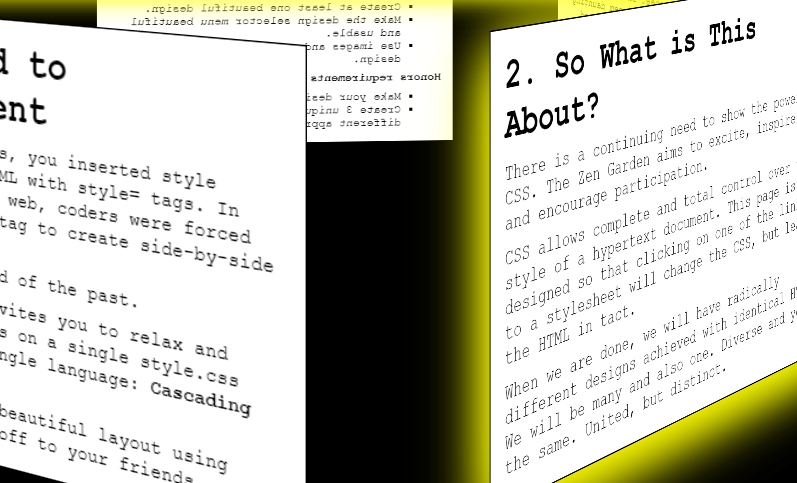 Create at least one beautiful design.
Make the design selector menu beautiful
and usable.
Use images and
design.
Honors requirements
Make your desi
Create 3 uniqu
different appr
d to
ent
s, you inserted style
ML with style= tags. In
web, coders were forced
tag to create side-by-side
d of the past.
vites you to relax and
s on a single style.css
ngle language: Cascading
beautiful layout using
off to your friends
2. So What is This
About?
There is a continuing need to show the powe
CSS. The Zen Garden aims to excite, inspire
and encourage participation.
CSS allows complete and total control over
style of a hypertext document. This page is
designed so that clicking on one of the lin
to a stylesheet will change the CSS, but lea
the HTML in tact.
When we are done, we will have radically
different designs achieved with identical H
We will be many and also one. Diverse and y
the same. United, but distinct.